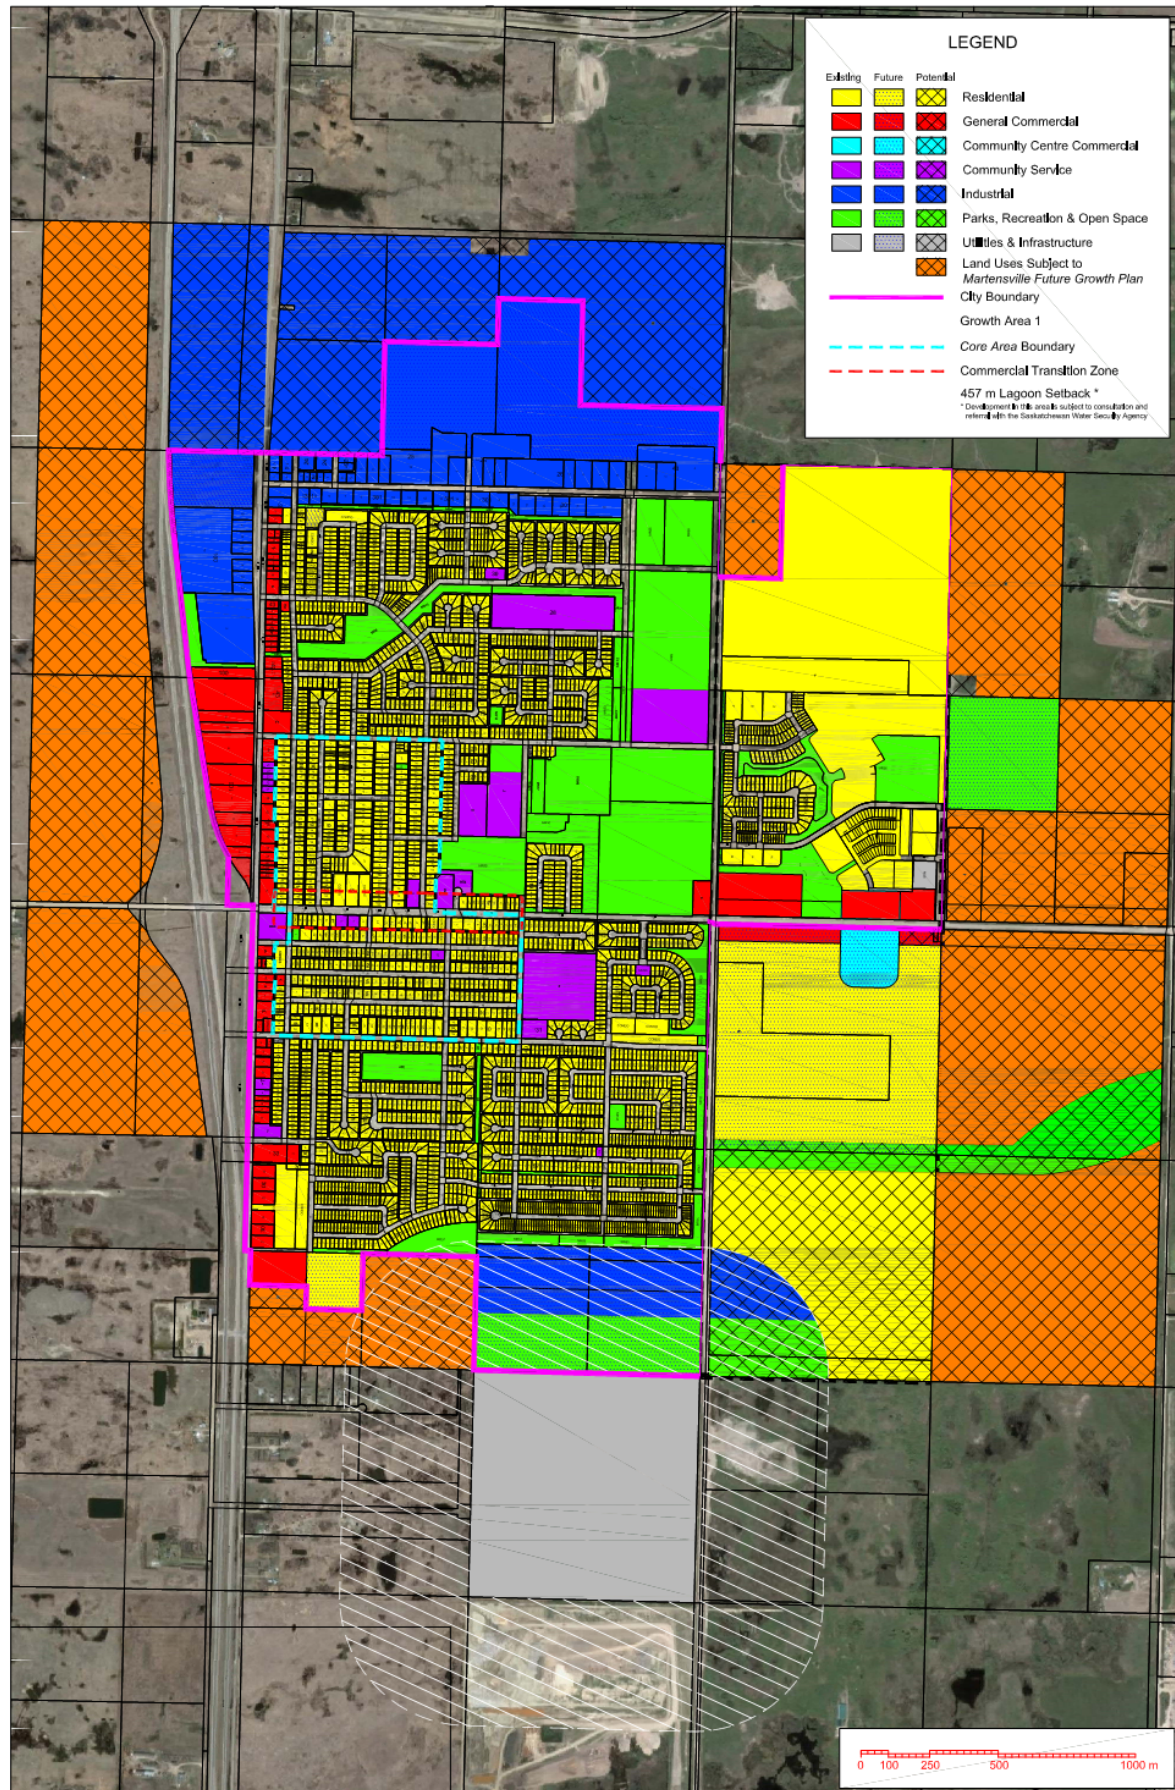 LEGEND
Existing Future Potential
Residential
General Commercial
Community Centre Commercial
Community Service
Industrial
Parks, Recreation & Open Space
Utilities & Infrastructure
Land Uses Subject to
Martensville Future Growth Plan
City Boundary
Growth Area 1
Core Area Boundary
Commercial Transition Zone
457 m Lagoon Setback *
* Development in this area is subject to consultation and
referral with the Saskatchewan Water Security Agency
0 100 250 500 1000 m